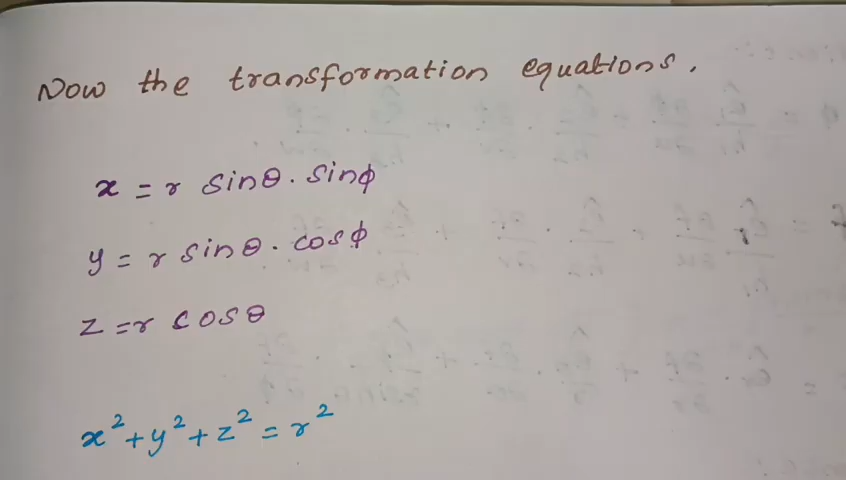 Now the transformation equations.
x = r sinθ. sinϕ
y = r sinθ. cosϕ
z = r cosθ
x² + y² + z² = r²